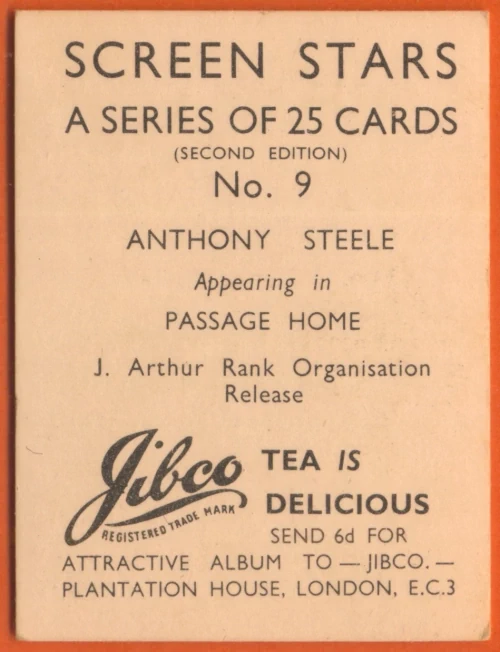 SCREEN STARS
A SERIES OF 25 CARDS
(SECOND EDITION)
No. 9
ANTHONY STEELE
Appearing in
PASSAGE HOME
J. Arthur Rank Organisation
Release
Jibco
REGISTERED TRADE MARK
TEA IS
DELICIOUS
SEND 6d FOR
ATTRACTIVE ALBUM TO — JIBCO. —
PLANTATION HOUSE, LONDON, E.C.3